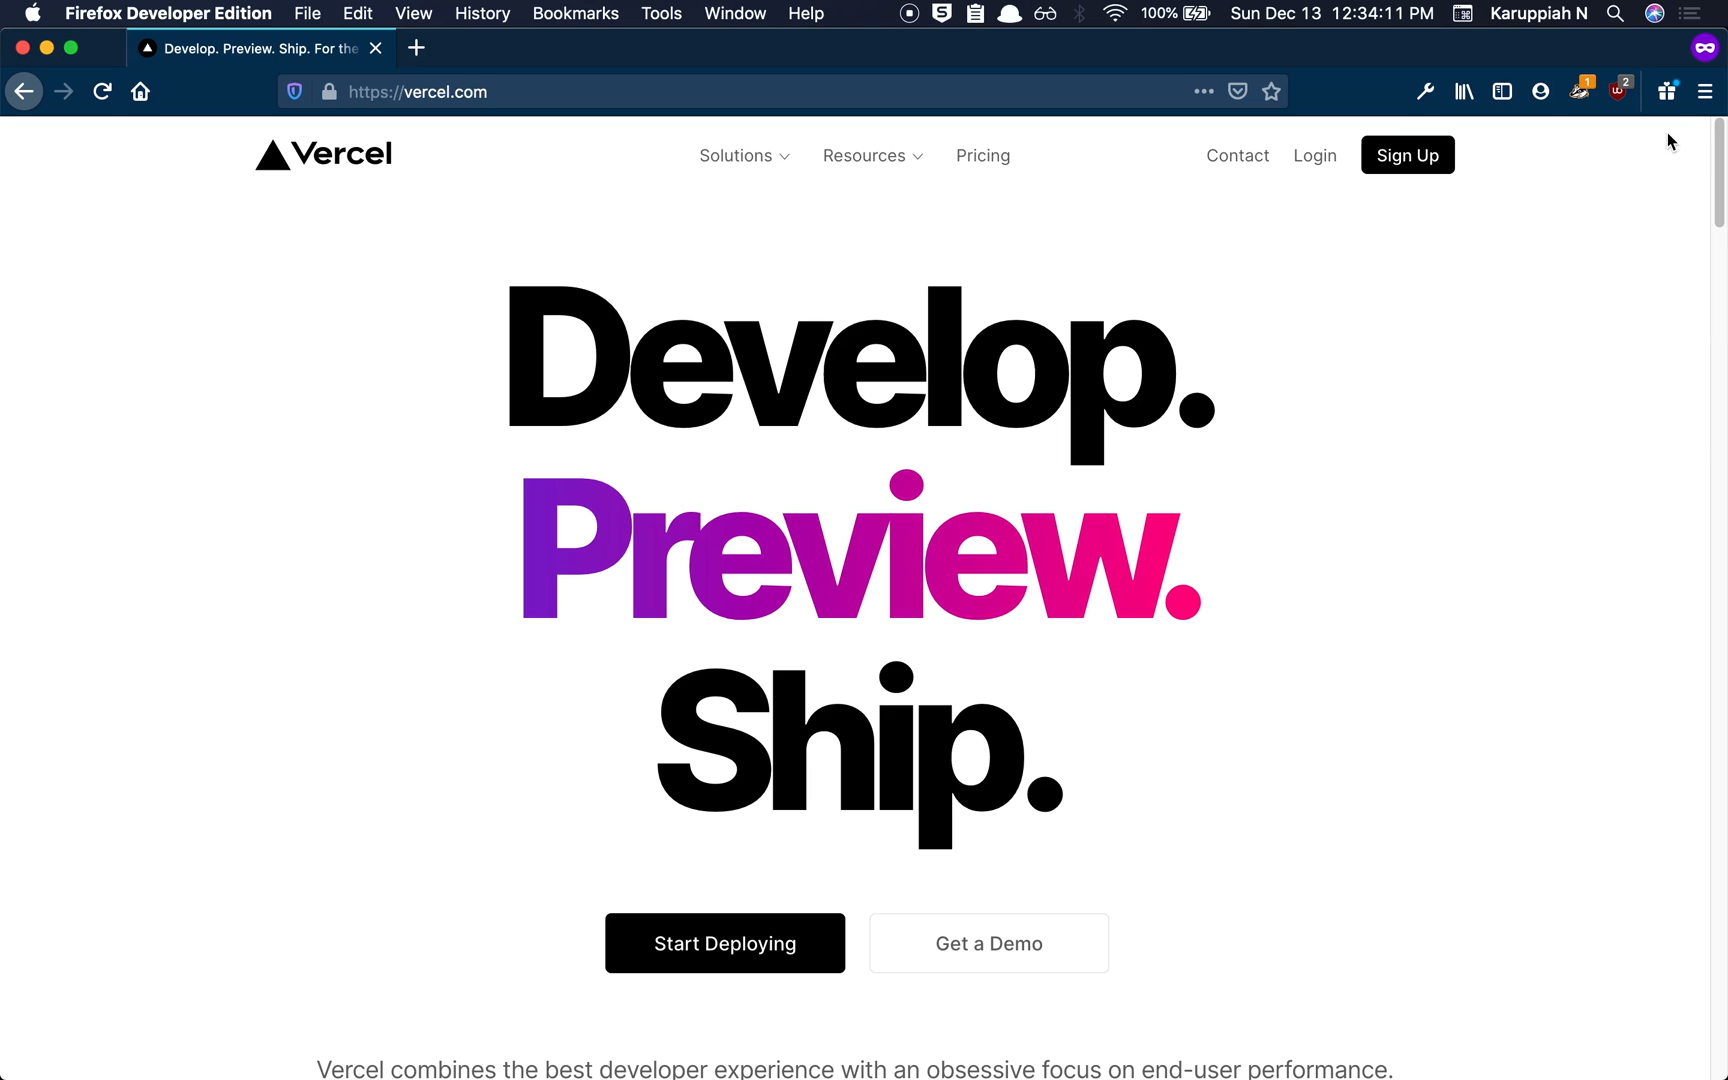 Firefox Developer Edition File Edit View History Bookmarks Tools Window Help 100% Sun Dec 13 12:34:11 PM Karuppiah N
Develop. Preview. Ship. For the
https://vercel.com 1 2
Vercel Solutions Resources Pricing Contact Login Sign Up
Develop.
Preview.
Ship.
Start Deploying Get a Demo
Vercel combines the best developer experience with an obsessive focus on end-user performance.